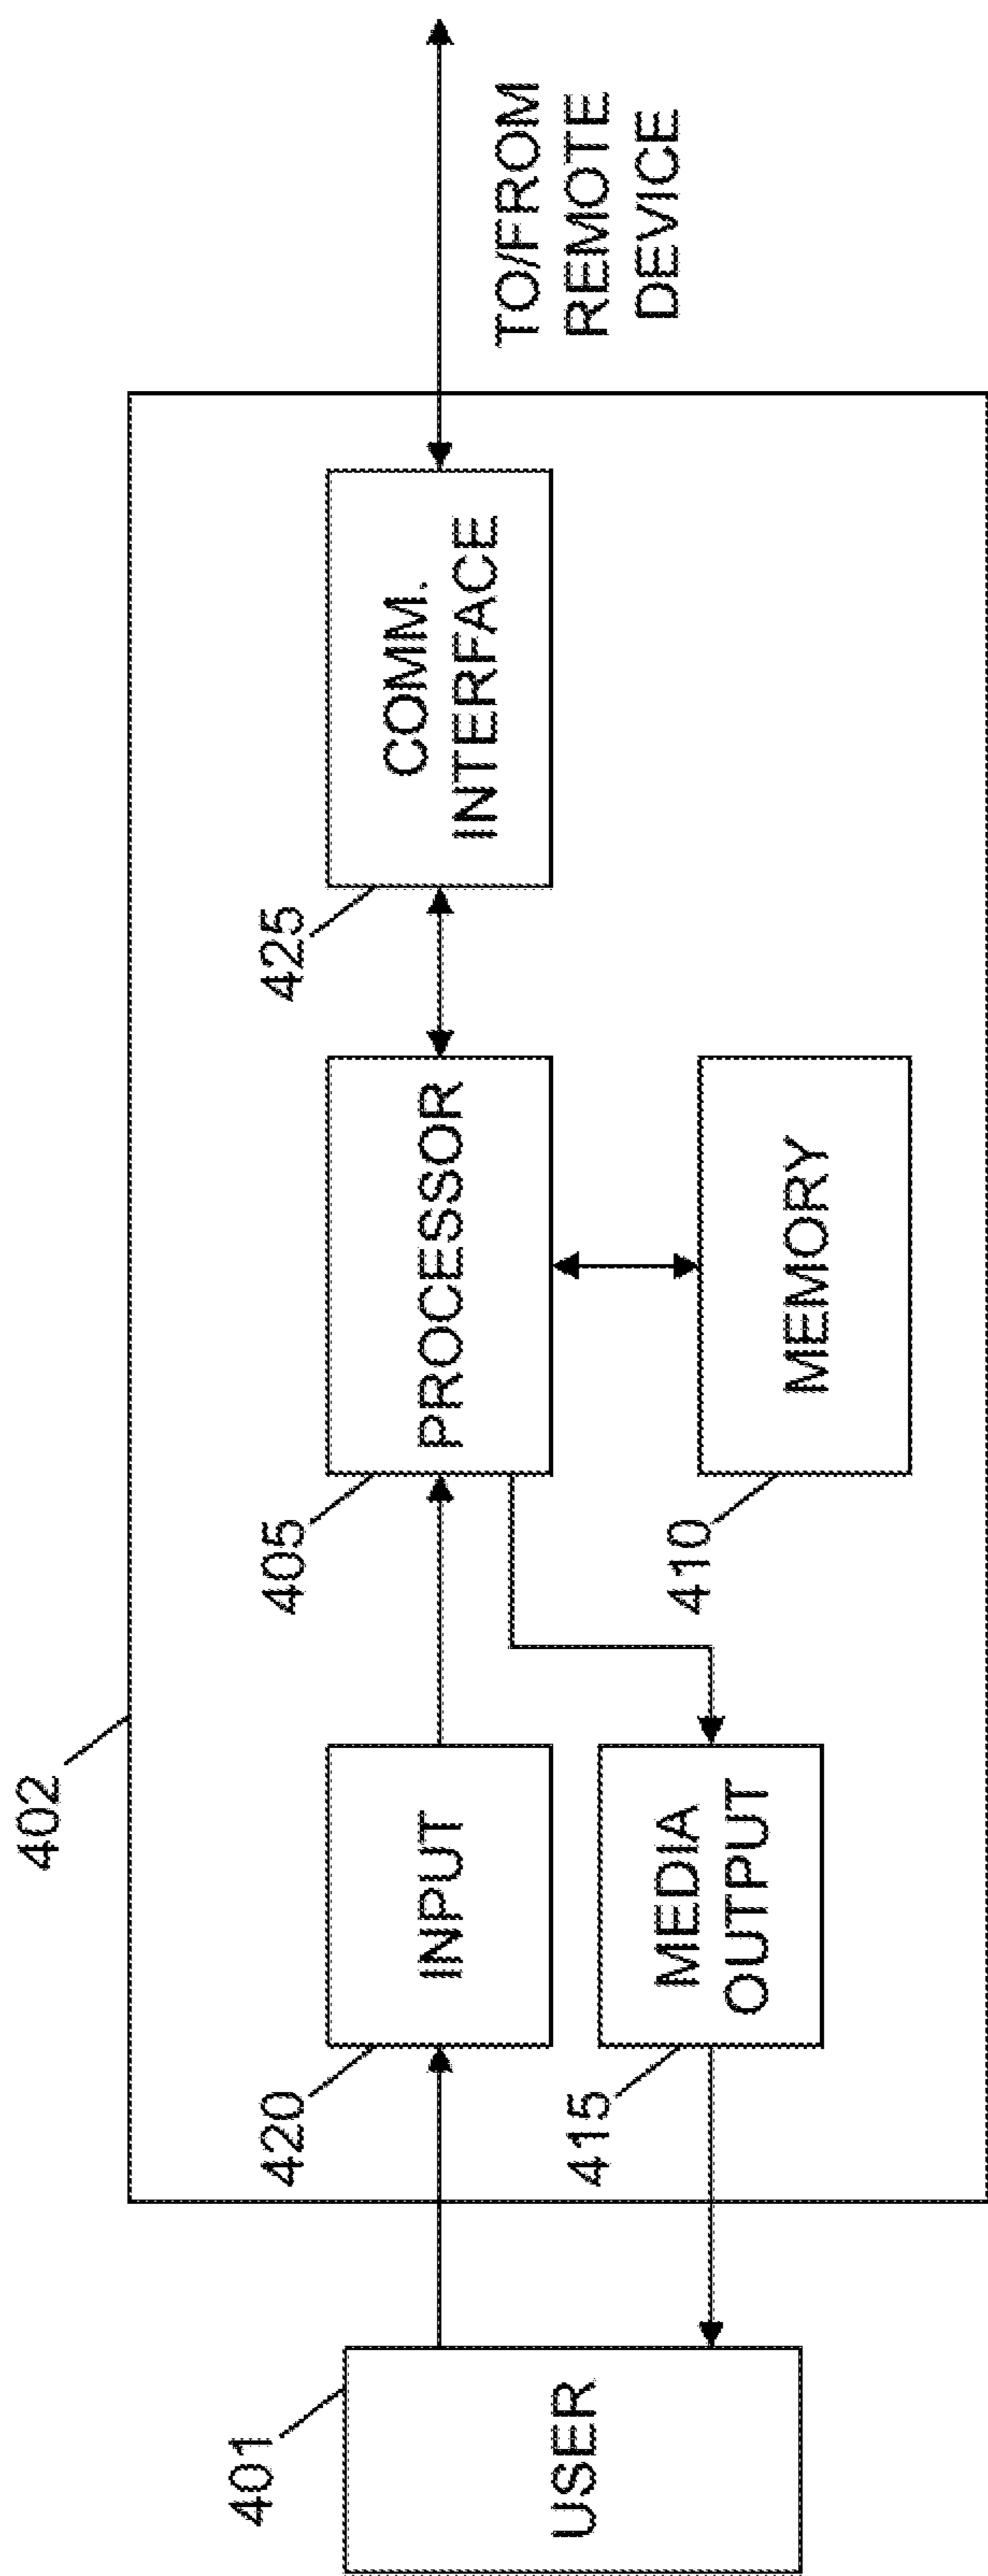 402
401
USER
420
INPUT
405
PROCESSOR
425
COMM.
INTERFACE
TO/FROM
REMOTE
DEVICE
415
MEDIA
OUTPUT
410
MEMORY